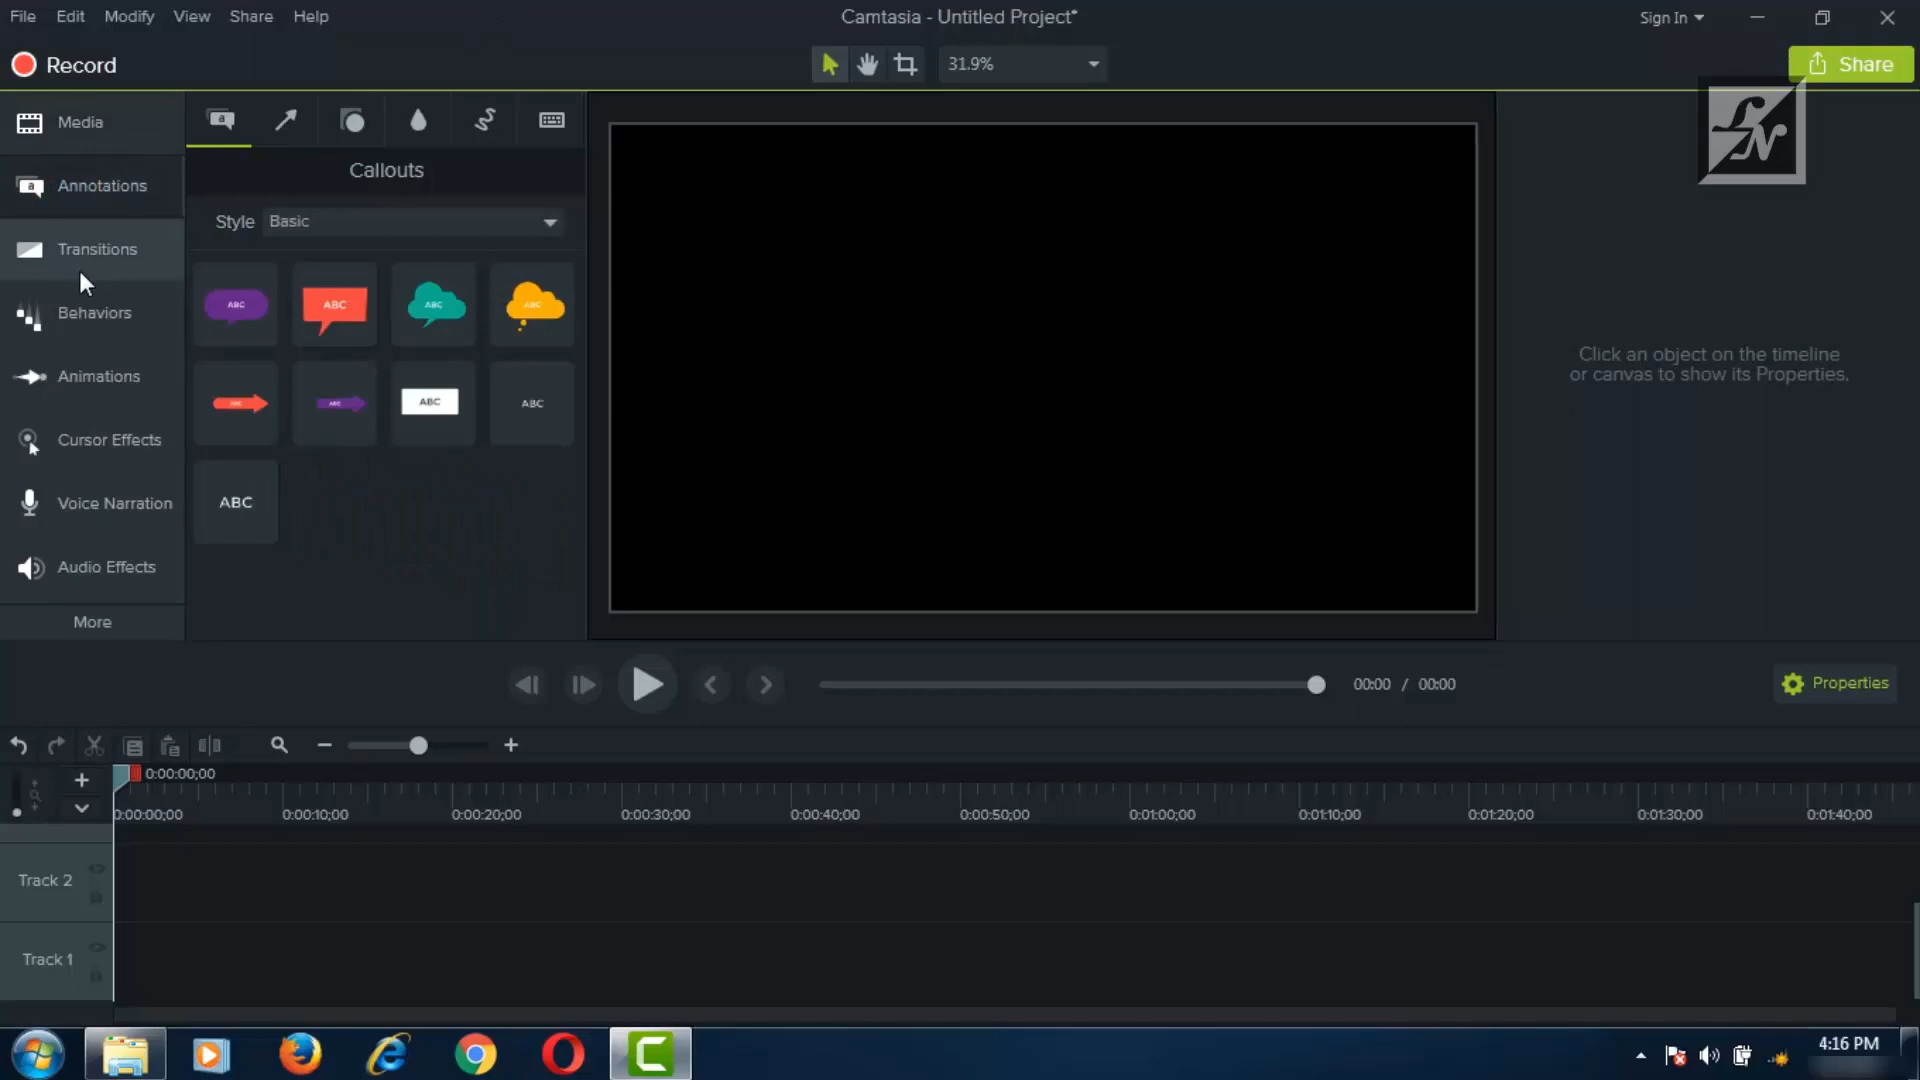 File Edit Modify View Share Help
Camtasia - Untitled Project*
Sign In
Record
31.9%
Share
LN
Media
Annotations
Transitions
Behaviors
Animations
Cursor Effects
Voice Narration
Audio Effects
More
a
Callouts
Style Basic
ABC ABC ABC ABC
ABC ABC ABC ABC
ABC
Click an object on the timeline
or canvas to show its Properties.
00:00 / 00:00
Properties
0:00:00;00
0:00:00;00 0:00:10;00 0:00:20;00 0:00:30;00 0:00:40;00 0:00:50;00 0:01:00;00 0:01:10;00 0:01:20;00 0:01:30;00 0:01:40;00
Track 2
Track 1
4:16 PM